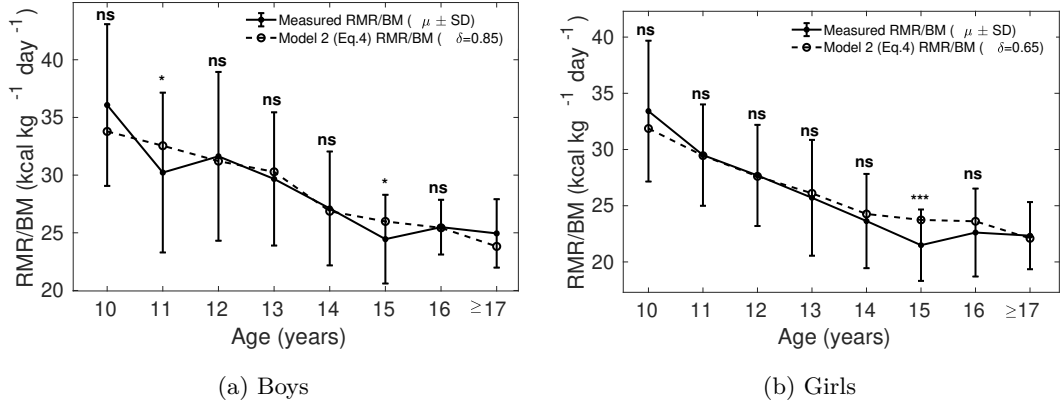 Measured RMR/BM ( μ ± SD)
Model 2 (Eq.4) RMR/BM ( δ=0.85)
RMR/BM (kcal kg -1 day -1)
45
40
35
30
25
20
ns
*
ns
ns
ns
*
ns
10 11 12 13 14 15 16 ≥17
Age (years)
(a) Boys
Measured RMR/BM ( μ ± SD)
Model 2 (Eq.4) RMR/BM ( δ=0.65)
RMR/BM (kcal kg -1 day -1)
40
35
30
25
20
ns
ns
ns
ns
ns
***
ns
10 11 12 13 14 15 16 ≥17
Age (years)
(b) Girls